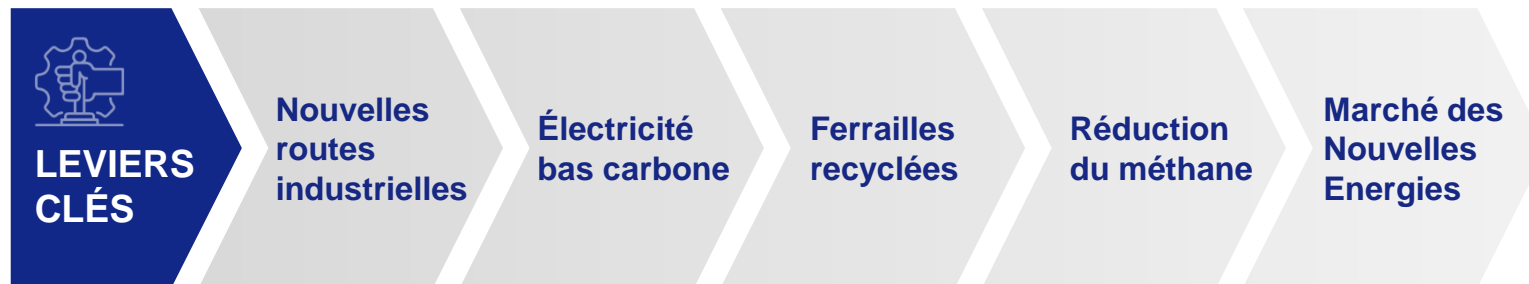 LEVIERS
CLÉS
Nouvelles
routes
industrielles
Électricité
bas carbone
Ferrailles
recyclées
Réduction
du méthane
Marché des
Nouvelles
Energies